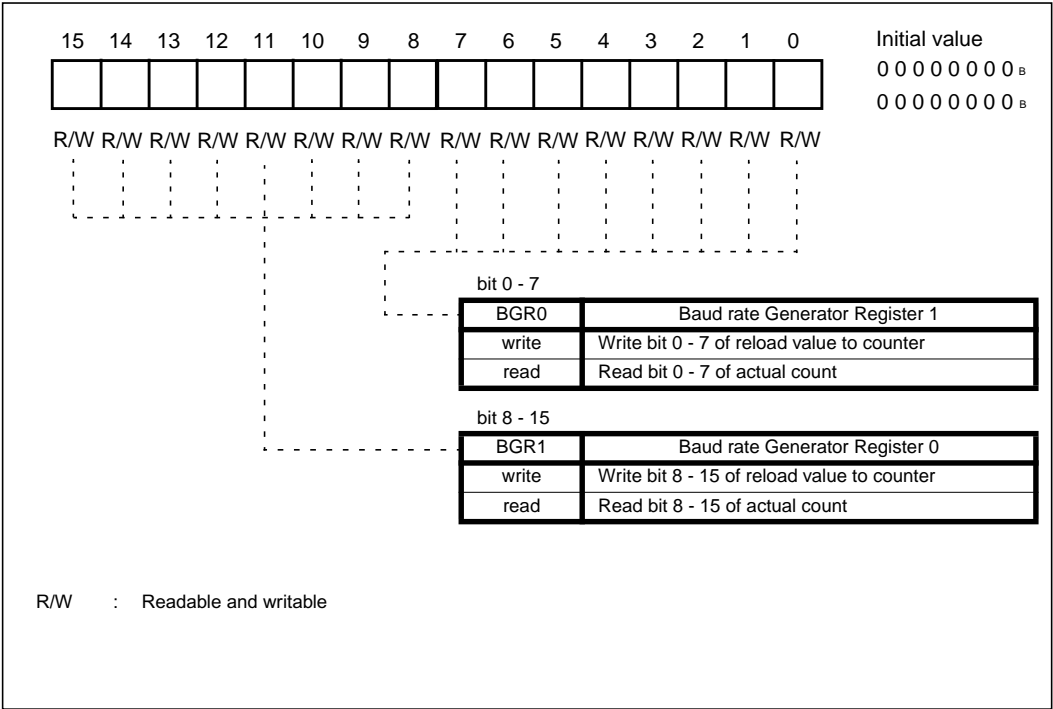 15 14 13 12 11 10 9 8 7 6 5 4 3 2 1 0 Initial value
0 0 0 0 0 0 0 0 B
0 0 0 0 0 0 0 0 B
R/W R/W R/W R/W R/W R/W R/W R/W R/W R/W R/W R/W R/W R/W R/W R/W
bit 0 - 7
BGR0 Baud rate Generator Register 1
write Write bit 0 - 7 of reload value to counter
read Read bit 0 - 7 of actual count
bit 8 - 15
BGR1 Baud rate Generator Register 0
write Write bit 8 - 15 of reload value to counter
read Read bit 8 - 15 of actual count
R/W : Readable and writable